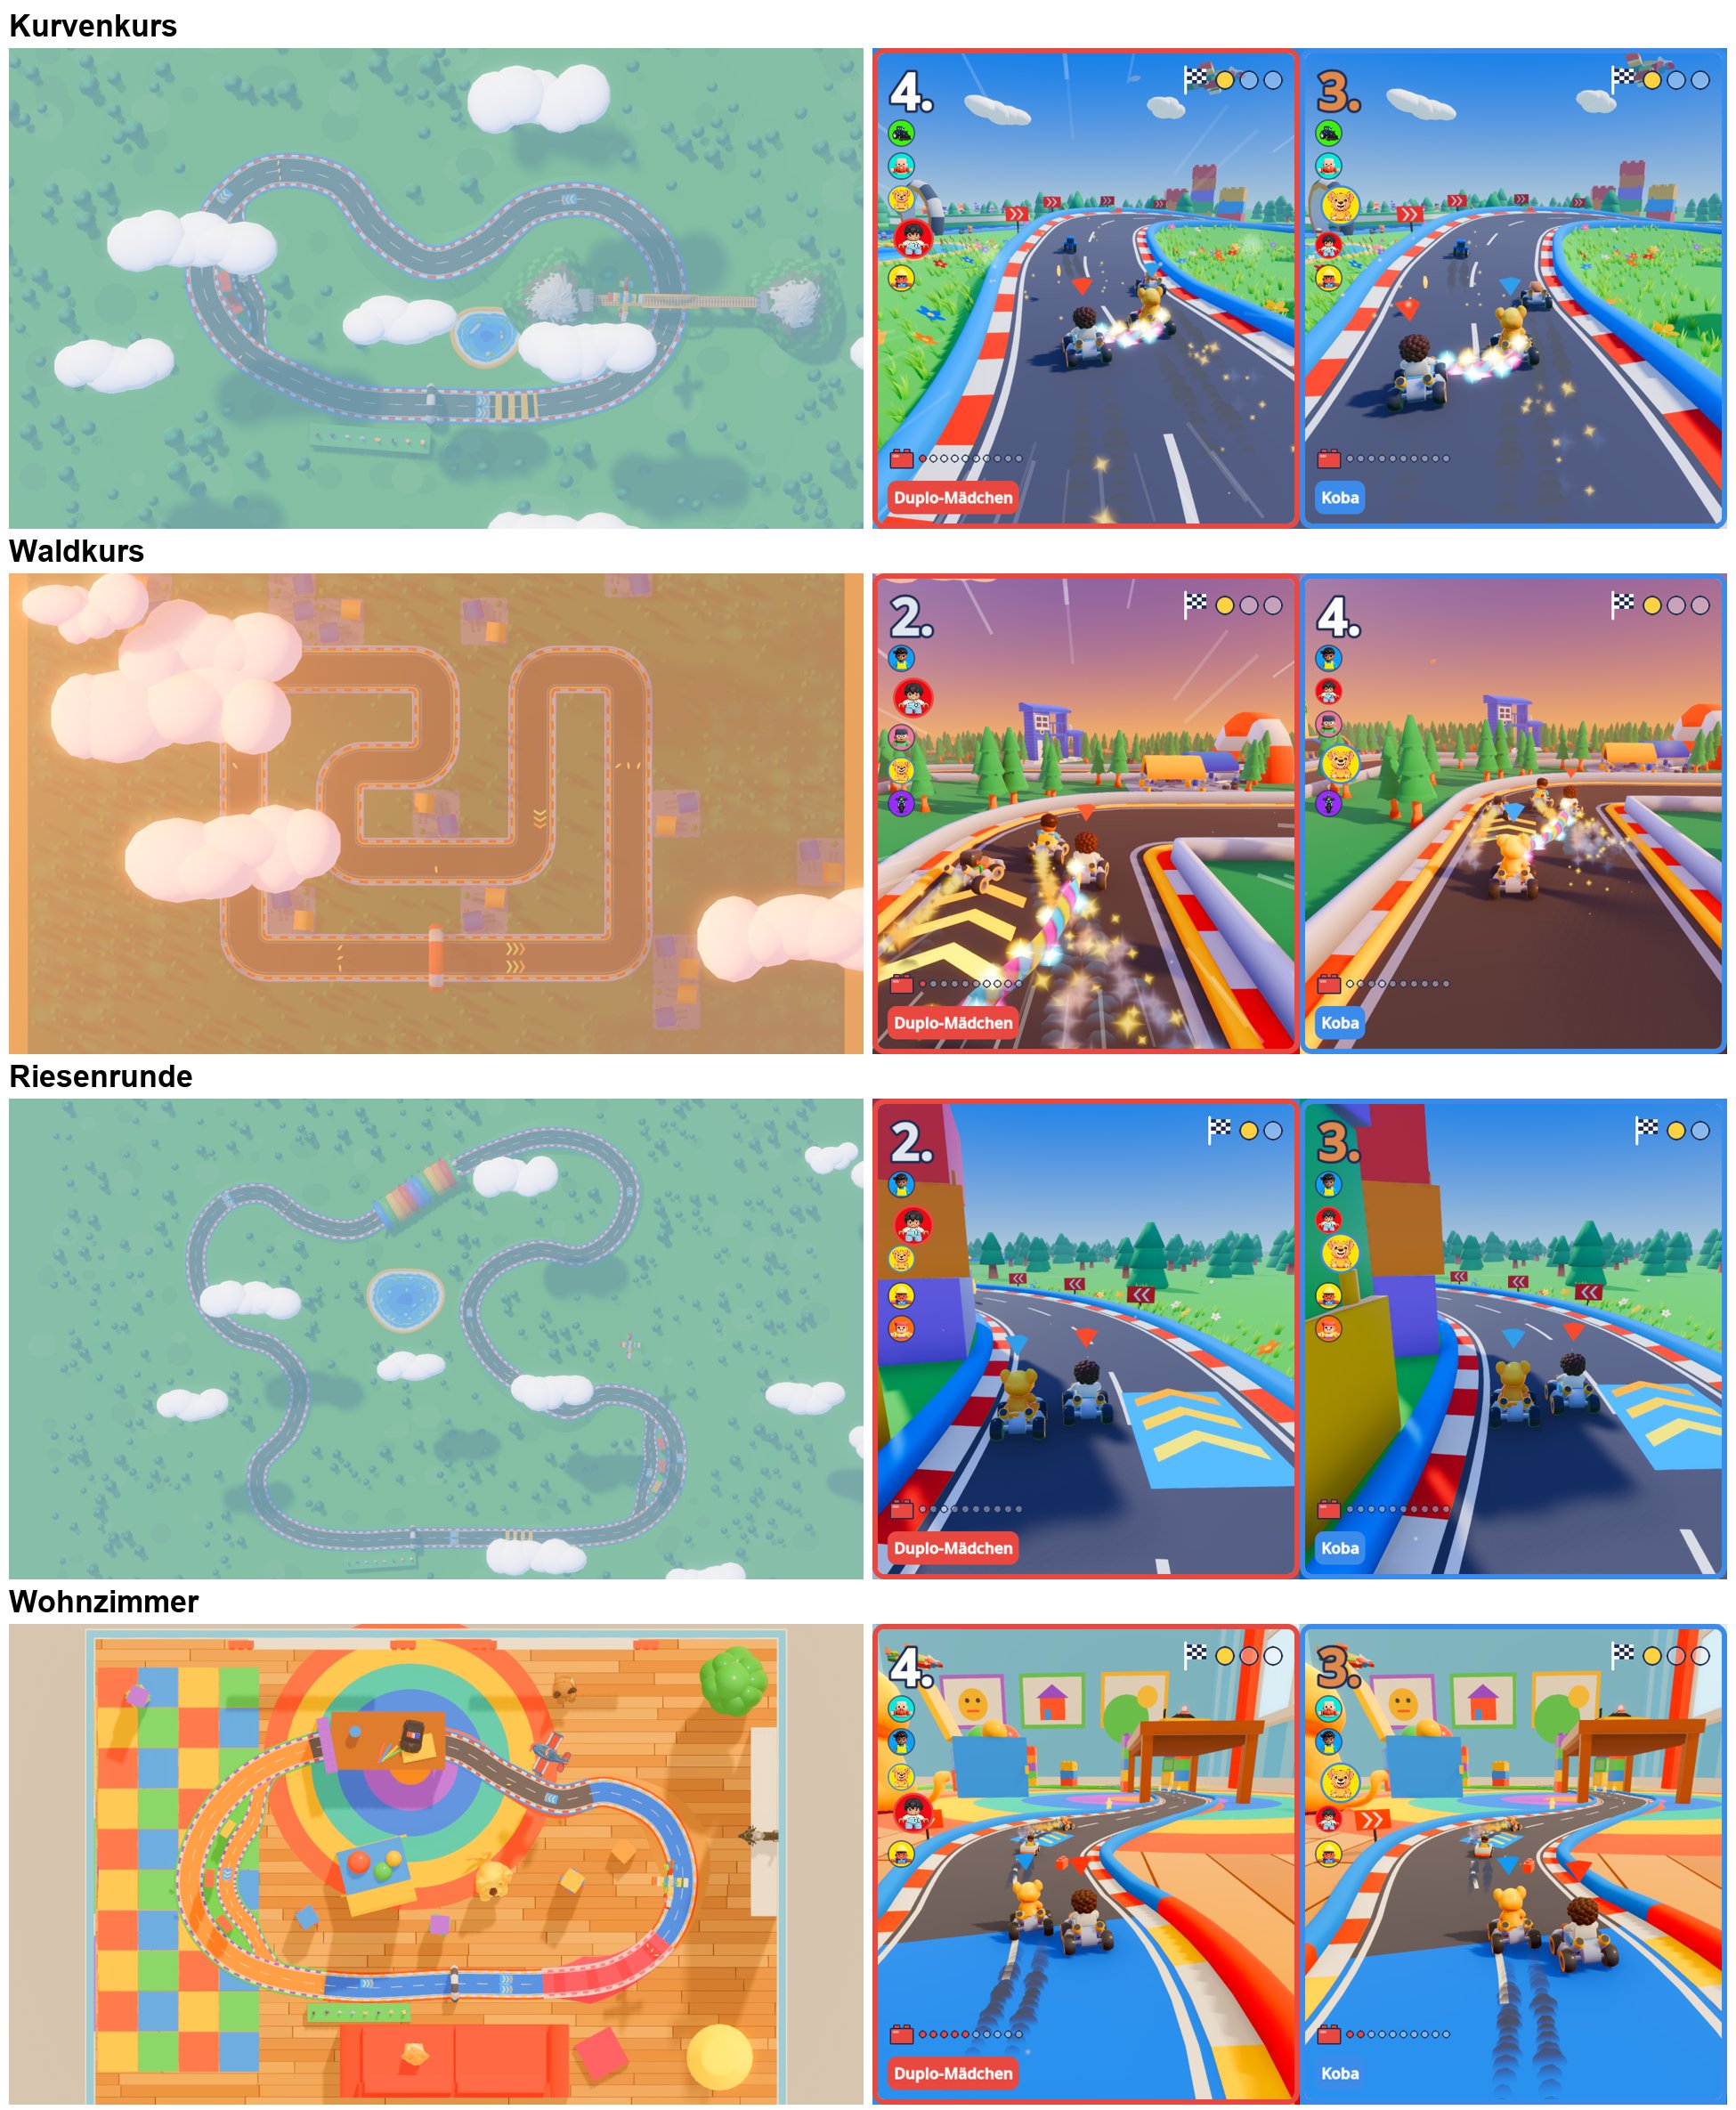 Kurvenkurs
4.
3.
Duplo-Mädchen
Koba
Waldkurs
2.
4.
Duplo-Mädchen
Koba
Riesenrunde
2.
3.
Duplo-Mädchen
Koba
Wohnzimmer
4.
3.
Duplo-Mädchen
Koba